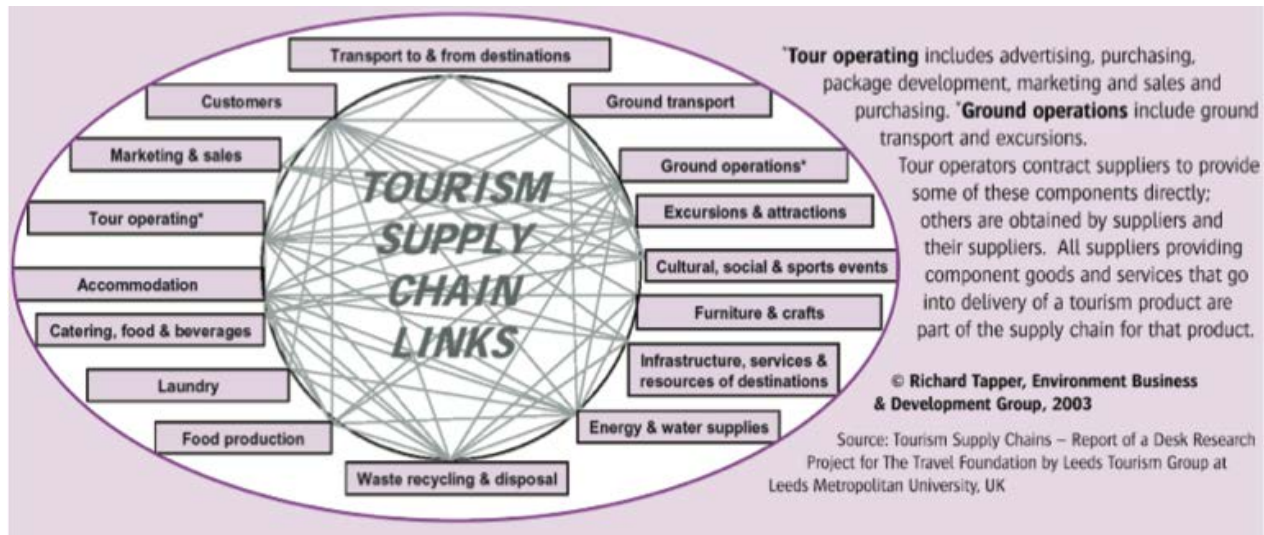 Transport to & from destinations
Customers
Ground transport
Marketing & sales
Ground operations*
Tour operating*
Excursions & attractions
Cultural, social & sports events
Accommodation
Furniture & crafts
Catering, food & beverages
Infrastructure, services &
resources of destinations
Laundry
Energy & water supplies
Food production
Waste recycling & disposal
TOURISM
SUPPLY
CHAIN
LINKS
*Tour operating includes advertising, purchasing,
package development, marketing and sales and
purchasing. *Ground operations include ground
transport and excursions.
Tour operators contract suppliers to provide
some of these components directly;
others are obtained by suppliers and
their suppliers. All suppliers providing
component goods and services that go
into delivery of a tourism product are
part of the supply chain for that product.
© Richard Tapper, Environment Business
& Development Group, 2003
Source: Tourism Supply Chains – Report of a Desk Research
Project for The Travel Foundation by Leeds Tourism Group at
Leeds Metropolitan University, UK